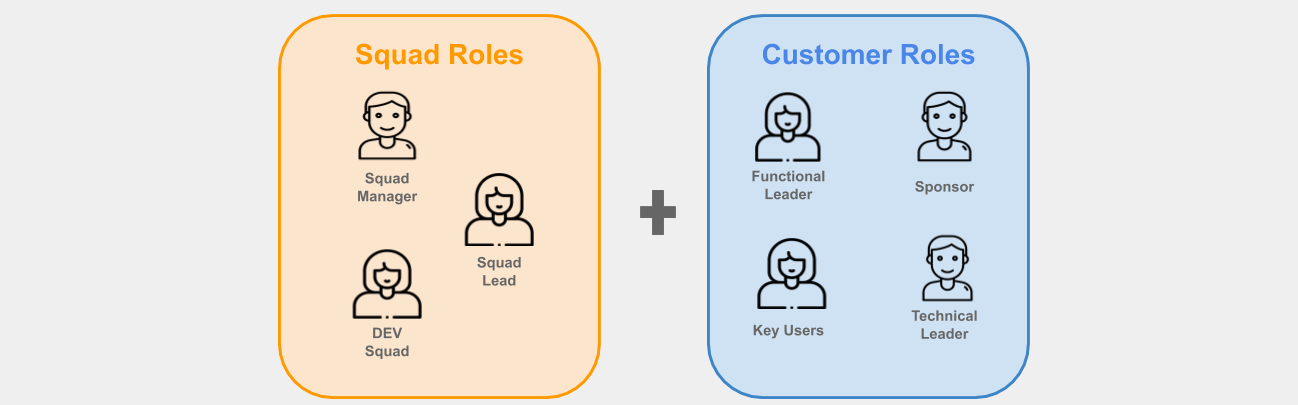 Squad Roles
Squad
Manager
Squad
Lead
DEV
Squad
Customer Roles
Functional
Leader
Sponsor
Key Users
Technical
Leader